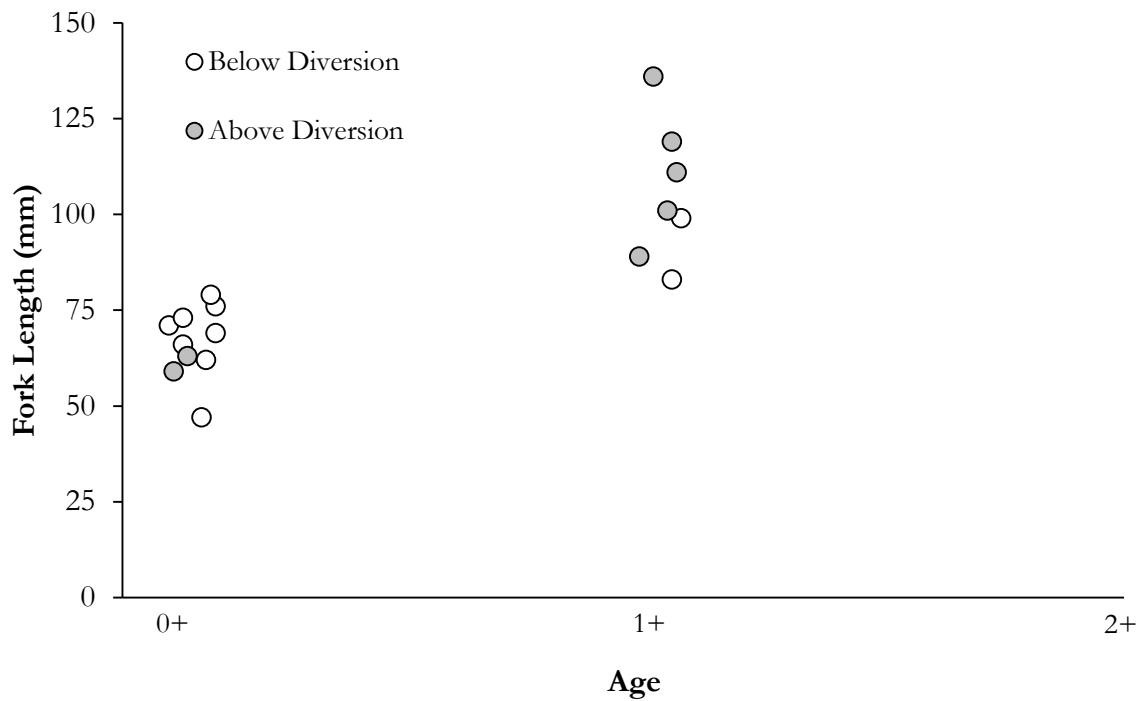 150
Below Diversion
125
Above Diversion
100
75
50
25
0
Fork Length (mm)
0+
1+
2+
Age